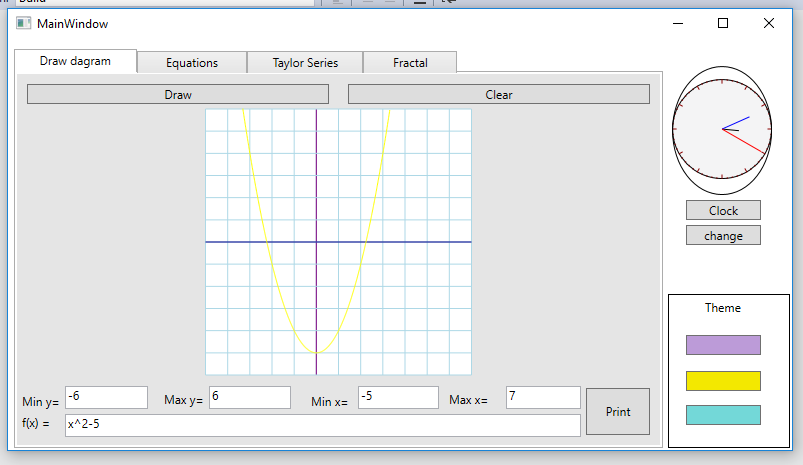 MainWindow
Draw dagram Equations Taylor Series Fractal
Draw Clear
Clock
change
Theme
Min y= -6 Max y= 6 Min x= -5 Max x= 7
f(x) = x^2-5
Print